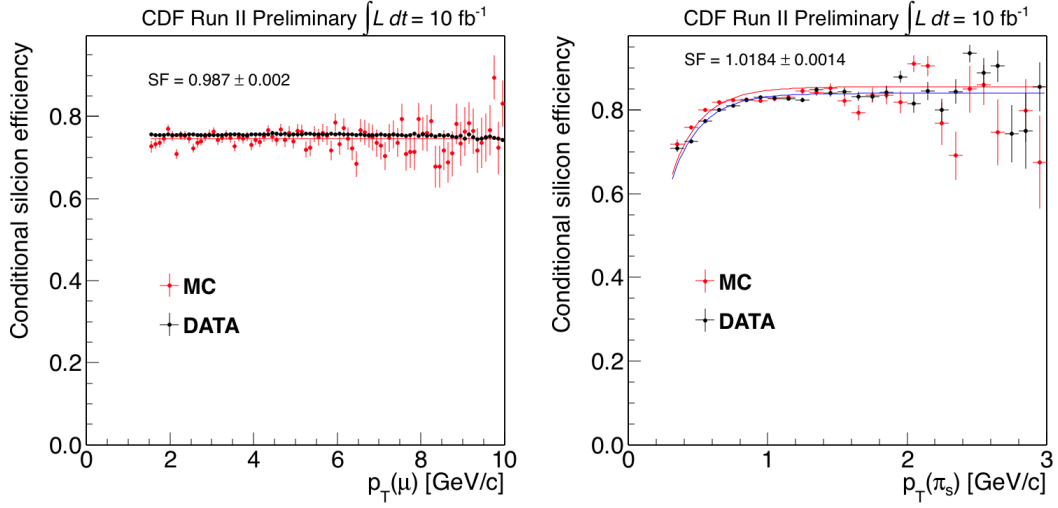 CDF Run II Preliminary ∫L dt = 10 fb⁻¹
SF = 0.987 ± 0.002
Conditional silcion efficiency
0.8
0.6
0.4
0.2
0.0
MC
DATA
0 2 4 6 8 10
p_T(μ) [GeV/c]
CDF Run II Preliminary ∫L dt = 10 fb⁻¹
SF = 1.0184 ± 0.0014
Conditional silicon efficiency
0.8
0.6
0.4
0.2
0.0
MC
DATA
0 1 2 3
p_T(π_s) [GeV/c]